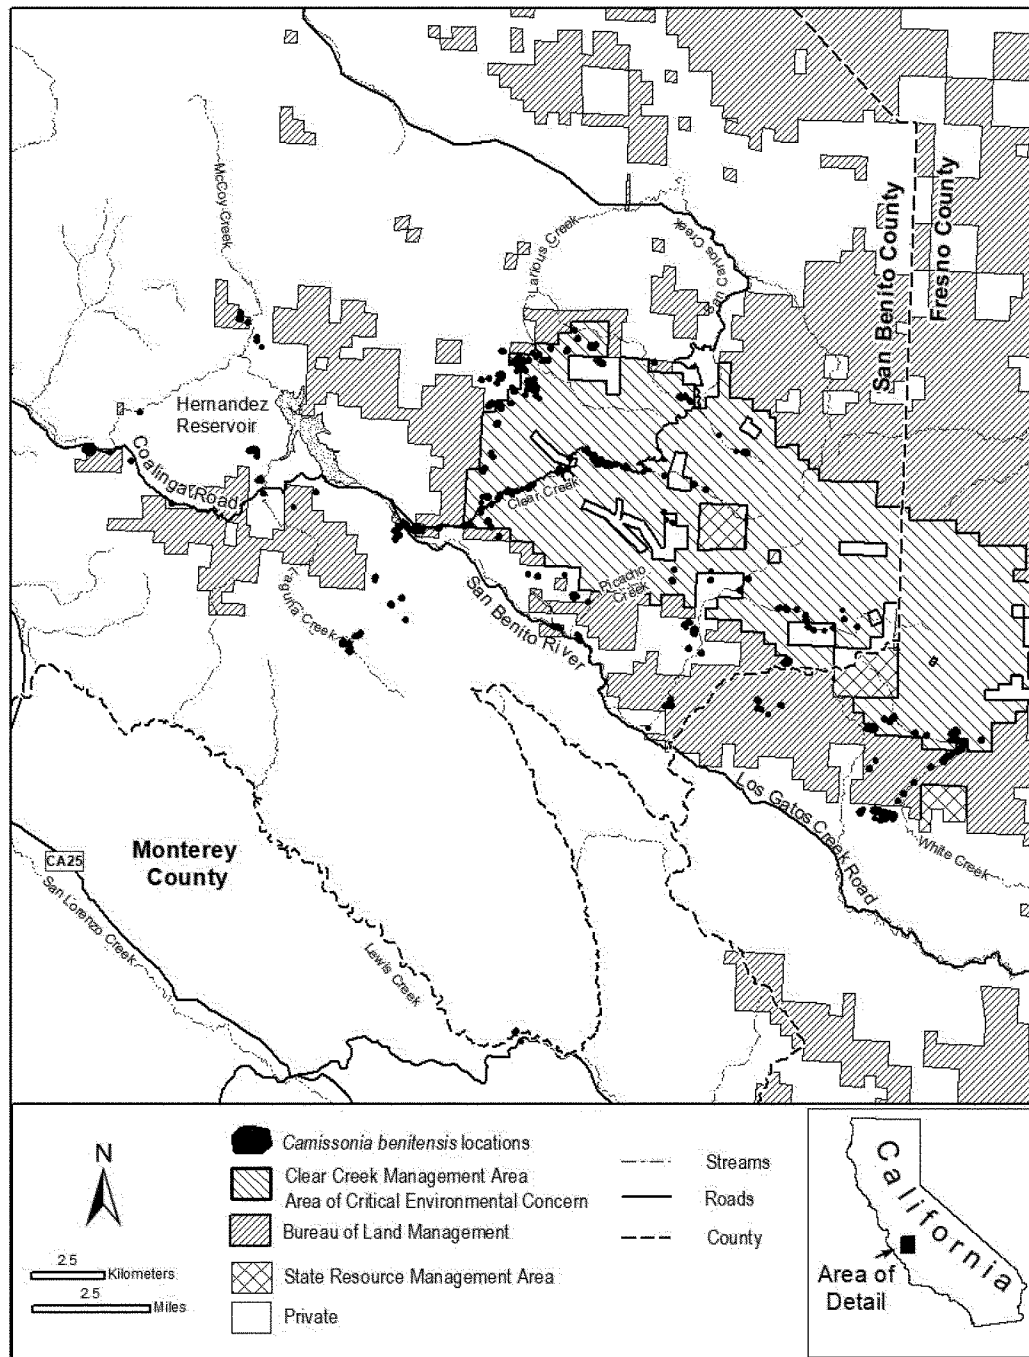 McCoy Creek
Larious Creek
San Carlos Creek
San Benito County
Fresno County
Hernandez
Reservoir
Coalinga Road
Clear Creek
Picacho
Creek
Laguna Creek
San Benito River
Los Gatos Creek Road
White Creek
Monterey
County
CA25
San Lorenzo Creek
Lewis Creek
N
2.5
Kilometers
2.5
Miles
Camissonia benitensis locations
Clear Creek Management Area
Area of Critical Environmental Concern
Bureau of Land Management
State Resource Management Area
Private
Streams
Roads
County
California
Area of
Detail